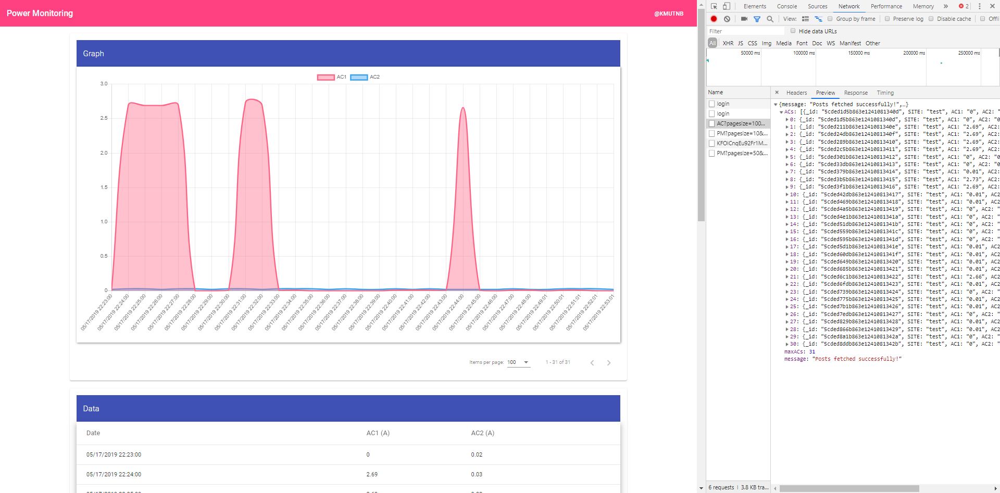 Power Monitoring
@KMUTNB
Graph
AC1 AC2
3.0
2.5
2.0
1.5
1.0
0.5
0
05/17/2019 22:23:00
05/17/2019 22:24:00
05/17/2019 22:25:00
05/17/2019 22:26:00
05/17/2019 22:27:00
05/17/2019 22:28:00
05/17/2019 22:29:00
05/17/2019 22:30:00
05/17/2019 22:31:00
05/17/2019 22:32:00
05/17/2019 22:33:00
05/17/2019 22:34:00
05/17/2019 22:35:00
05/17/2019 22:36:00
05/17/2019 22:37:00
05/17/2019 22:38:00
05/17/2019 22:39:00
05/17/2019 22:40:00
05/17/2019 22:41:00
05/17/2019 22:42:00
05/17/2019 22:43:00
05/17/2019 22:44:00
05/17/2019 22:45:00
05/17/2019 22:46:00
05/17/2019 22:47:00
05/17/2019 22:48:00
05/17/2019 22:49:01
05/17/2019 22:50:01
05/17/2019 22:51:01
05/17/2019 22:52:01
05/17/2019 22:53:01
Items per page: 100 1 - 31 of 31
Data
Date AC1 (A) AC2 (A)
05/17/2019 22:23:00 0 0.02
05/17/2019 22:24:00 2.69 0.03
Elements Console Sources Network Performance Memory » 2
View: Group by frame Preserve log Disable cache Offli
Filter Hide data URLs
All XHR JS CSS Img Media Font Doc WS Manifest Other
50000 ms 100000 ms 150000 ms 200000 ms 250000 ms
Name
login
login
AC?pagesize=100...
PM?pagesize=10&...
KFOlCnqEu92Fr1M...
PM?pagesize=50&...
6 requests | 3.8 KB tra...
× Headers Preview Response Timing
{message: "Posts fetched successfully!",…}
ACs: [{_id: "5cded1d5b863e1241081340d", SITE: "test", AC1: "0", AC2: "
0: {_id: "5cded1d5b863e1241081340d", SITE: "test", AC1: "0", AC2: "0
1: {_id: "5cded211b863e1241081340e", SITE: "test", AC1: "2.69", AC2:
2: {_id: "5cded24db863e1241081340f", SITE: "test", AC1: "2.69", AC2:
3: {_id: "5cded289b863e12410813410", SITE: "test", AC1: "2.69", AC2:
4: {_id: "5cded2c5b863e12410813411", SITE: "test", AC1: "2.69", AC2:
5: {_id: "5cded301b863e12410813412", SITE: "test", AC1: "0", AC2: "0
6: {_id: "5cded33db863e12410813413", SITE: "test", AC1: "0", AC2: "0
7: {_id: "5cded379b863e12410813414", SITE: "test", AC1: "0.01", AC2:
8: {_id: "5cded3b5b863e12410813415", SITE: "test", AC1: "2.73", AC2:
9: {_id: "5cded3f1b863e12410813416", SITE: "test", AC1: "2.69", AC2:
10: {_id: "5cded42db863e12410813417", SITE: "test", AC1: "0.01", AC2
11: {_id: "5cded469b863e12410813418", SITE: "test", AC1: "0.01", AC2
12: {_id: "5cded4a5b863e12410813419", SITE: "test", AC1: "0", AC2: "
13: {_id: "5cded4e1b863e1241081341a", SITE: "test", AC1: "0", AC2: "
14: {_id: "5cded51db863e1241081341b", SITE: "test", AC1: "0", AC2: "
15: {_id: "5cded559b863e1241081341c", SITE: "test", AC1: "0", AC2: "
16: {_id: "5cded595b863e1241081341d", SITE: "test", AC1: "0", AC2: "
17: {_id: "5cded5d1b863e1241081341e", SITE: "test", AC1: "0.01", AC2
18: {_id: "5cded60db863e1241081341f", SITE: "test", AC1: "0.01", AC2
19: {_id: "5cded649b863e12410813420", SITE: "test", AC1: "0.01", AC2
20: {_id: "5cded685b863e12410813421", SITE: "test", AC1: "0.01", AC2
21: {_id: "5cded6c1b863e12410813422", SITE: "test", AC1: "2.66", AC2
22: {_id: "5cded6fdb863e12410813423", SITE: "test", AC1: "0.01", AC2
23: {_id: "5cded739b863e12410813424", SITE: "test", AC1: "0", AC2: "
24: {_id: "5cded775b863e12410813425", SITE: "test", AC1: "0.01", AC2
25: {_id: "5cded7b1b863e12410813426", SITE: "test", AC1: "0.01", AC2
26: {_id: "5cded7edb863e12410813427", SITE: "test", AC1: "0", AC2: "
27: {_id: "5cded829b863e12410813428", SITE: "test", AC1: "0.01", AC2
28: {_id: "5cded866b863e12410813429", SITE: "test", AC1: "0.01", AC2
29: {_id: "5cded8a1b863e1241081342a", SITE: "test", AC1: "0", AC2: "
30: {_id: "5cded8ddb863e1241081342b", SITE: "test", AC1: "0", AC2: "
maxACs: 31
message: "Posts fetched successfully!"